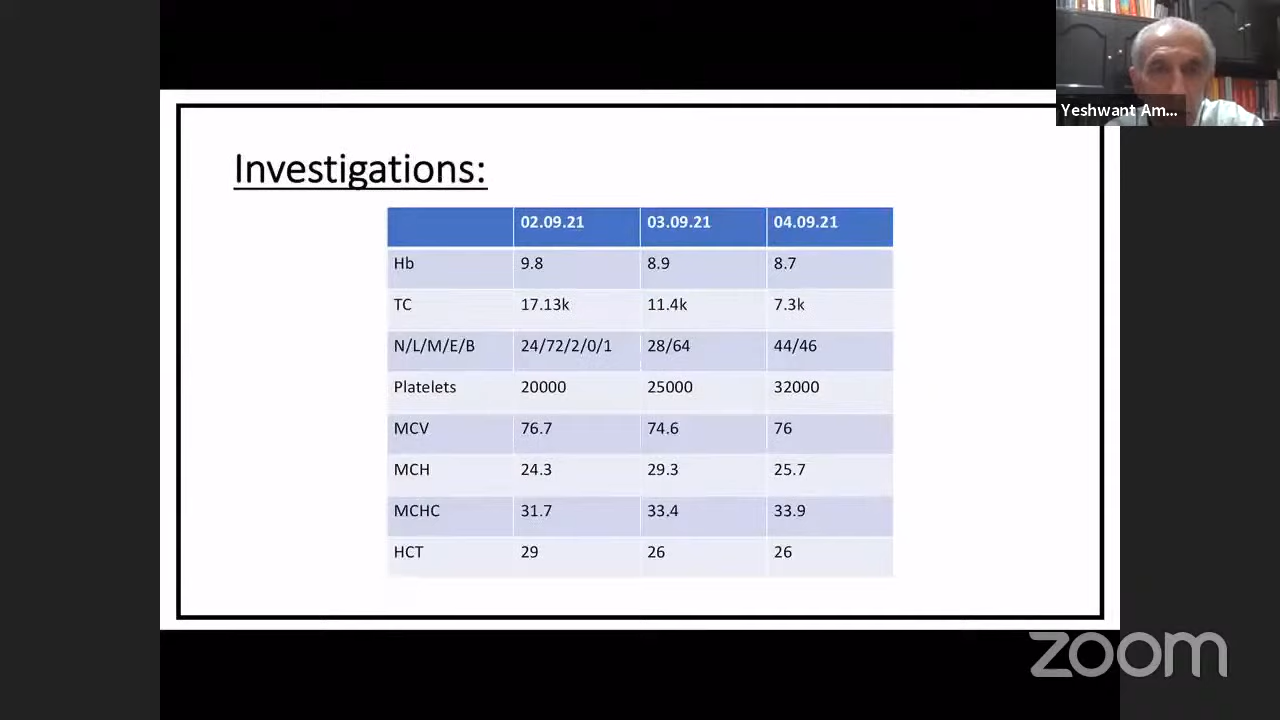 Yeshwant Am...
Investigations:
02.09.21 03.09.21 04.09.21
Hb 9.8 8.9 8.7
TC 17.13k 11.4k 7.3k
N/L/M/E/B 24/72/2/0/1 28/64 44/46
Platelets 20000 25000 32000
MCV 76.7 74.6 76
MCH 24.3 29.3 25.7
MCHC 31.7 33.4 33.9
HCT 29 26 26
zoom